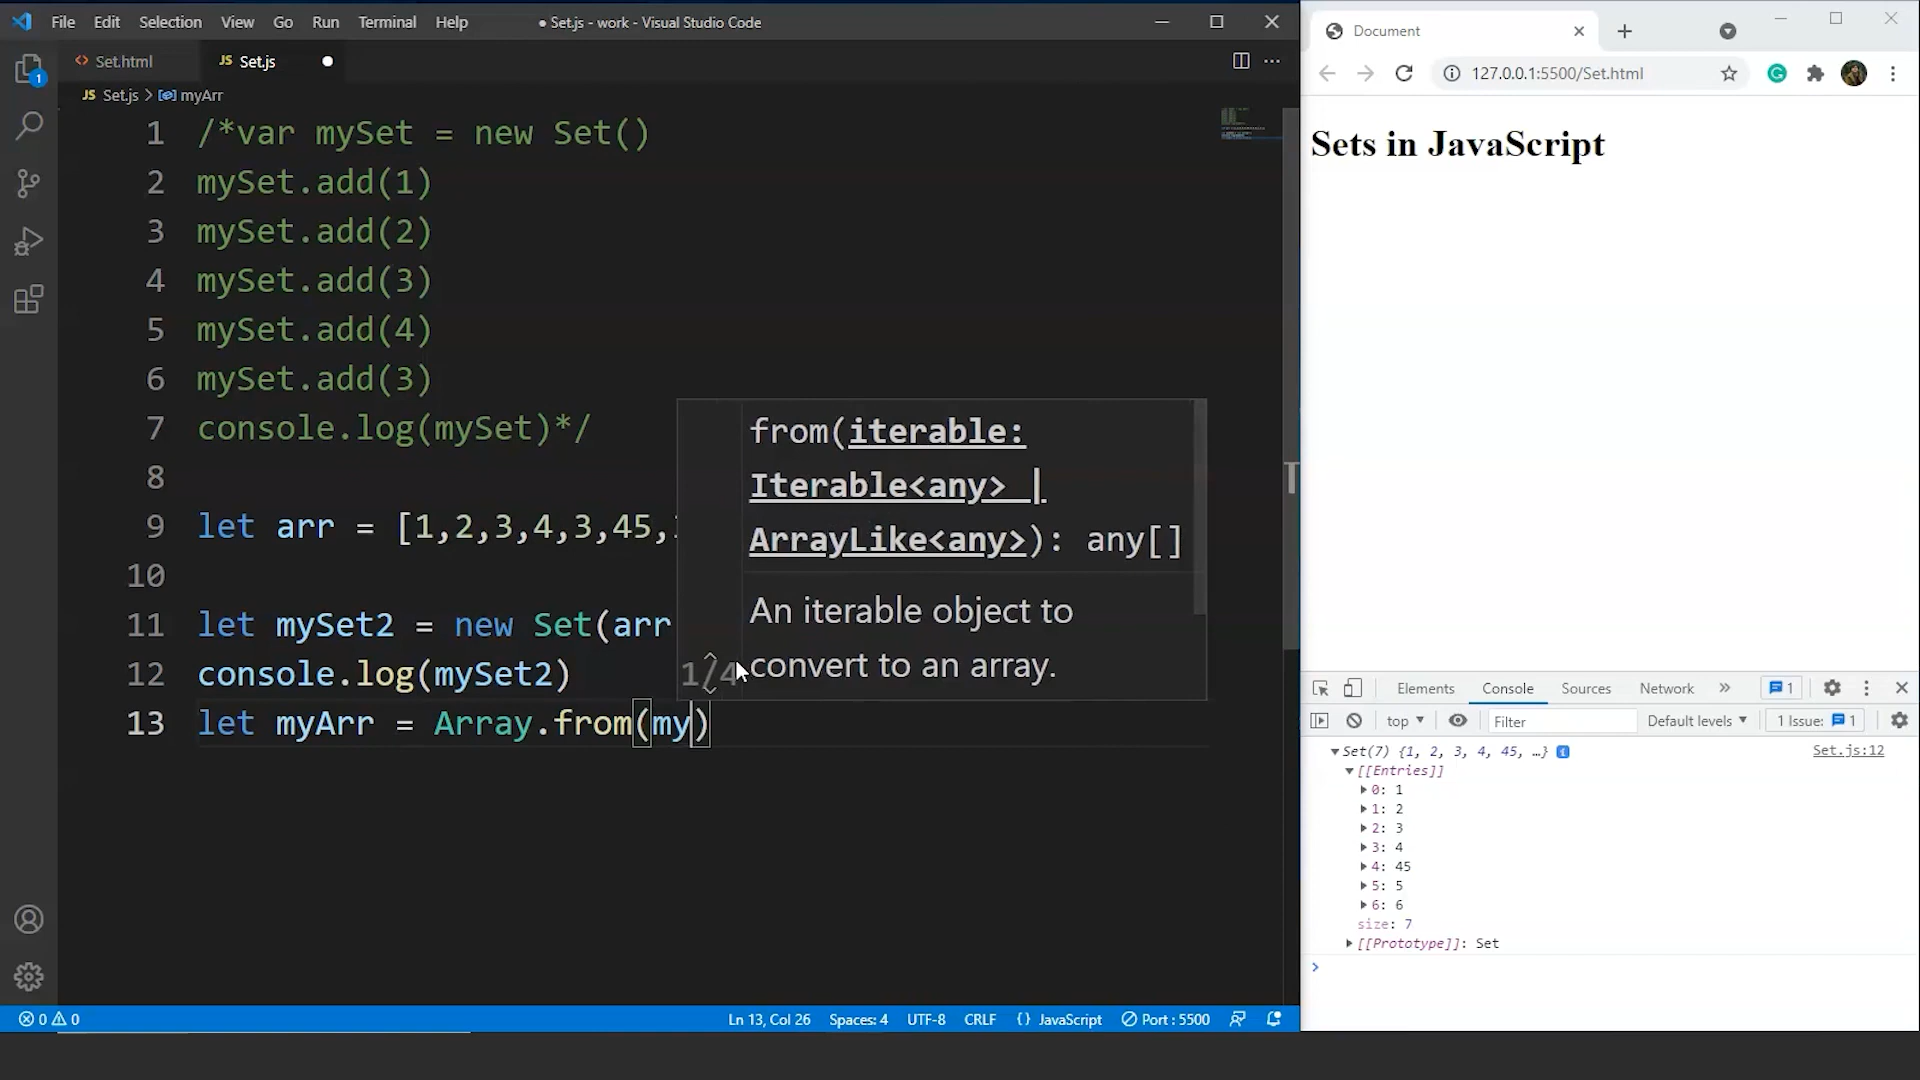 File Edit Selection View Go Run Terminal Help
● Set.js - work - Visual Studio Code
Set.html
JS Set.js
JS Set.js > myArr
1 /*var mySet = new Set()
2 mySet.add(1)
3 mySet.add(2)
4 mySet.add(3)
5 mySet.add(4)
6 mySet.add(3)
7 console.log(mySet)*/
8
9 let arr = [1,2,3,4,3,45,
10
11 let mySet2 = new Set(arr
12 console.log(mySet2)
13 let myArr = Array.from(my)
from(iterable:
Iterable<any> |
ArrayLike<any>): any[]
An iterable object to
1/4 convert to an array.
1
0 0 Ln 13, Col 26 Spaces: 4 UTF-8 CRLF {} JavaScript Port : 5500
Document
127.0.0.1:5500/Set.html
Sets in JavaScript
Elements Console Sources Network » 1
top Filter Default levels 1 Issue: 1
Set(7) {1, 2, 3, 4, 45, …} i Set.js:12
[[Entries]]
0: 1
1: 2
2: 3
3: 4
4: 45
5: 5
6: 6
size: 7
[[Prototype]]: Set